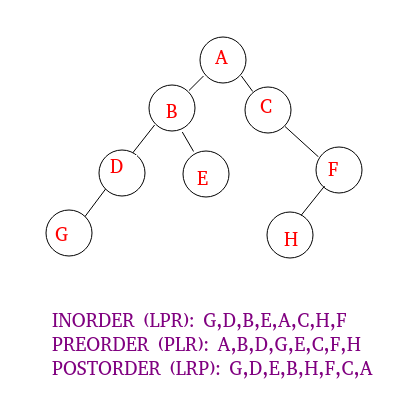 A
B
C
D
E
F
G
H
INORDER (LPR): G,D,B,E,A,C,H,F
PREORDER (PLR): A,B,D,G,E,C,F,H
POSTORDER (LRP): G,D,E,B,H,F,C,A